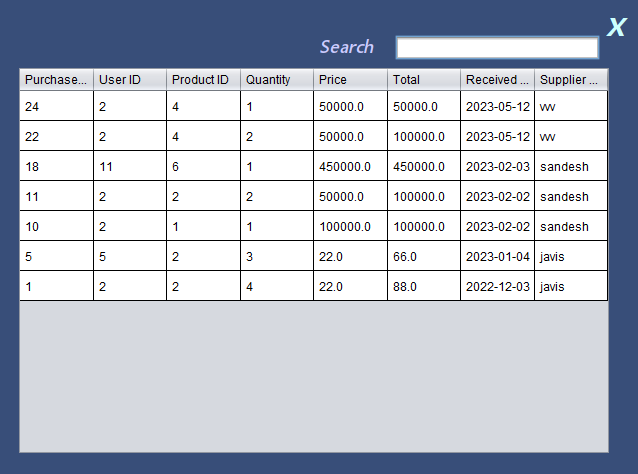 X
Search
Purchase... User ID Product ID Quantity Price Total Received ... Supplier ...
24 2 4 1 50000.0 50000.0 2023-05-12 vvv
22 2 4 2 50000.0 100000.0 2023-05-12 vvv
18 11 6 1 450000.0 450000.0 2023-02-03 sandesh
11 2 2 2 50000.0 100000.0 2023-02-02 sandesh
10 2 1 1 100000.0 100000.0 2023-02-02 sandesh
5 5 2 3 22.0 66.0 2023-01-04 javis
1 2 2 4 22.0 88.0 2022-12-03 javis